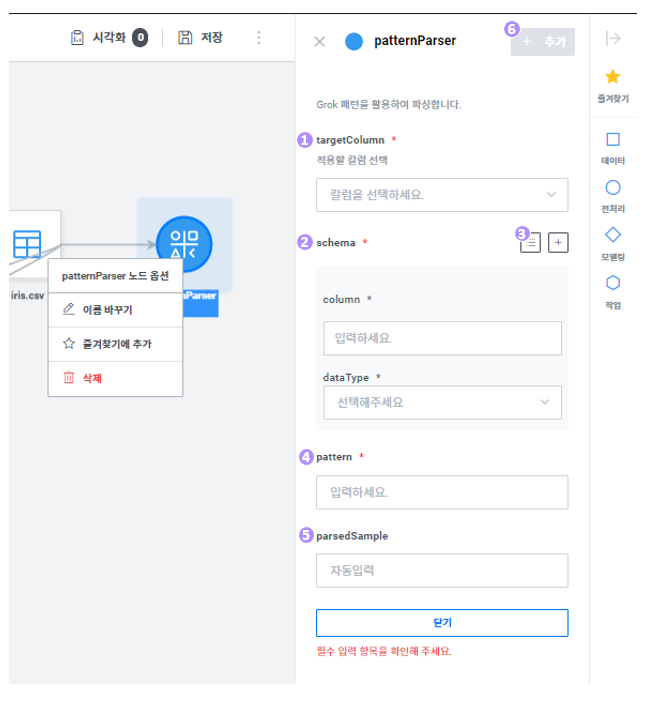 시각화 0
저장
patternParser
6
+ 추가
Grok 패턴을 활용하여 파싱합니다.
1 targetColumn *
적용할 칼럼 선택
칼럼을 선택하세요.
2 schema *
3
+
column *
입력하세요.
dataType *
선택해주세요
4 pattern *
입력하세요.
5 parsedSample
자동입력
닫기
필수 입력 항목을 확인해 주세요.
iris.csv
nParser
patternParser 노드 옵션
이름 바꾸기
즐겨찾기에 추가
삭제
즐겨찾기
데이터
전처리
모델링
작업